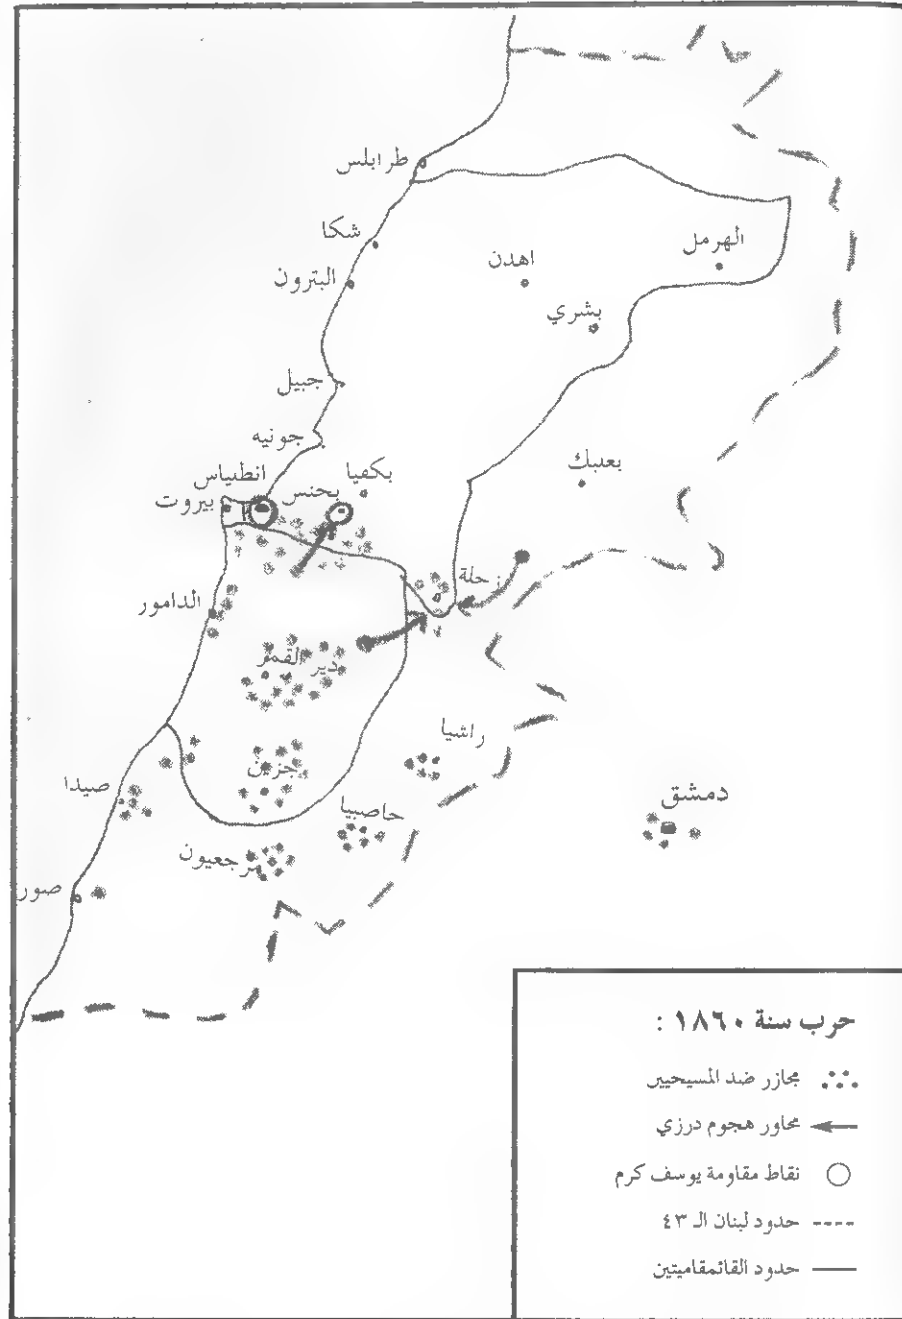 طرابلس
شكا
الهرمل
اهدن
البترون
بشري
جبيل
جونيه
بعلبك
بكفيا
انطلياس
بحنس
بيروت
زحلة
الدامور
دير القمر
راشيا
جزين
صيدا
دمشق
حاصبيا
مرجعيون
صور
حرب سنة ١٨٦٠ :
مجازر ضد المسيحيين
محاور هجوم درزي
نقاط مقاومة يوسف كرم
حدود لبنان الـ ٤٣
حدود القائمقاميتين